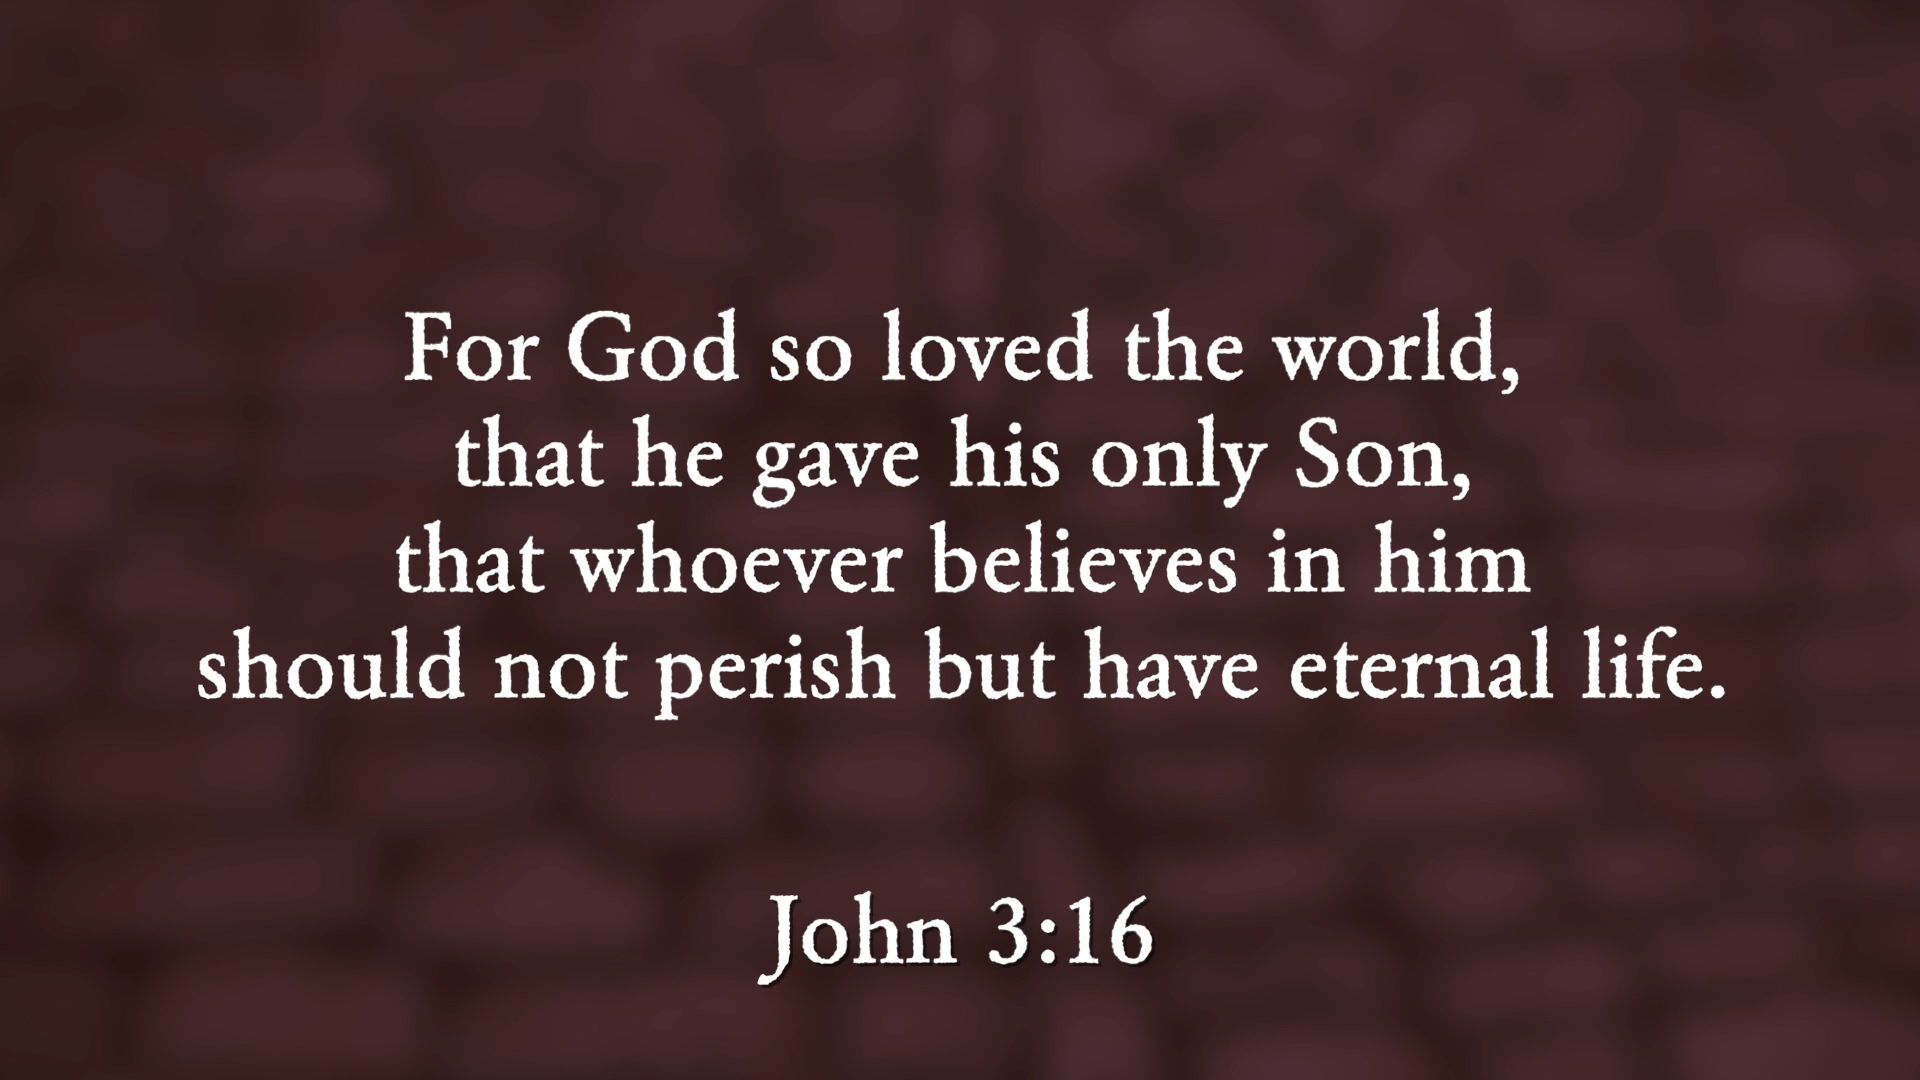 For God so loved the world,
that he gave his only Son,
that whoever believes in him
should not perish but have eternal life.
John 3:16